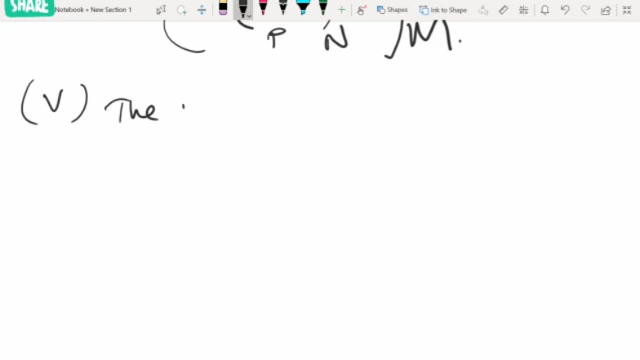 SHARE
Notebook » New Section 1
Shapes
Ink to Shape
P N M.
(V) The